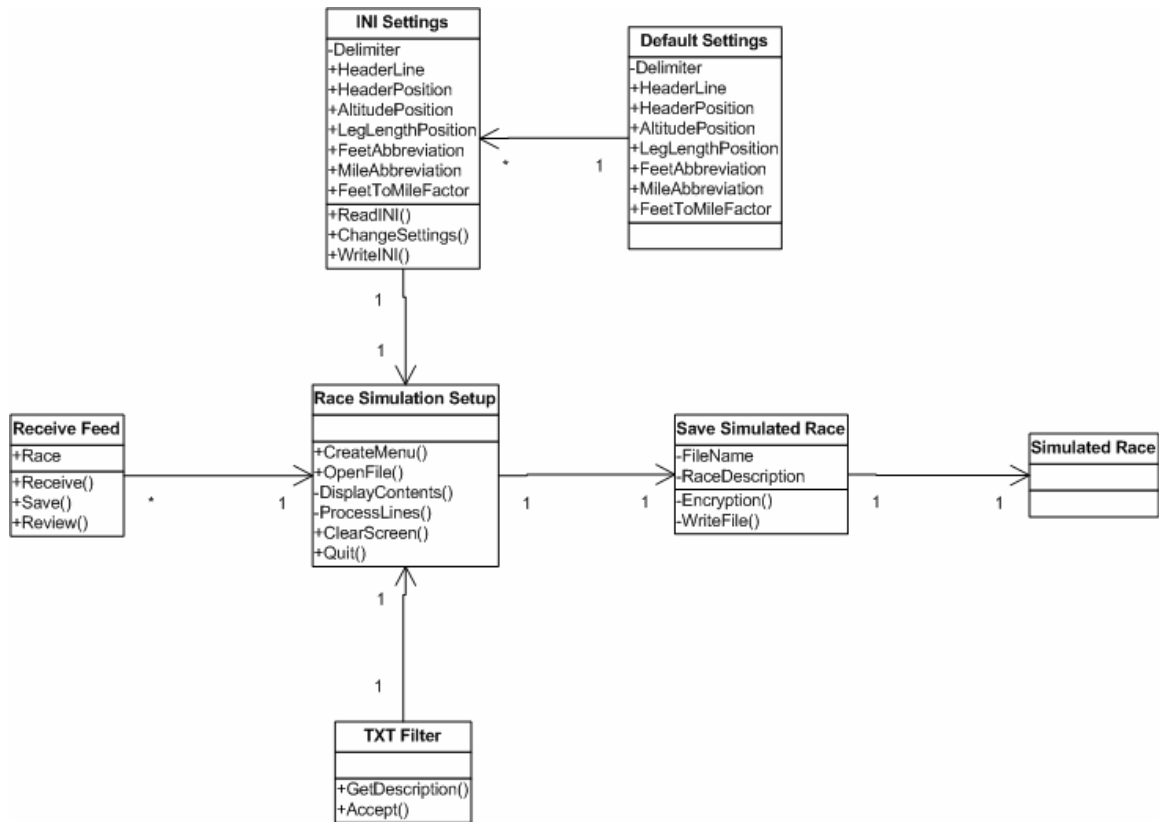 INI Settings
-Delimiter
+HeaderLine
+HeaderPosition
+AltitudePosition
+LegLengthPosition
+FeetAbbreviation
+MileAbbreviation
+FeetToMileFactor
+ReadINI()
+ChangeSettings()
+WriteINI()
Default Settings
-Delimiter
+HeaderLine
+HeaderPosition
+AltitudePosition
+LegLengthPosition
+FeetAbbreviation
+MileAbbreviation
+FeetToMileFactor
* 1
1
1
Receive Feed
+Race
+Receive()
+Save()
+Review()
* 1
Race Simulation Setup
+CreateMenu()
+OpenFile()
-DisplayContents()
-ProcessLines()
+ClearScreen()
+Quit()
1 1
Save Simulated Race
-FileName
-RaceDescription
-Encryption()
-WriteFile()
1 1
Simulated Race
1
1
TXT Filter
+GetDescription()
+Accept()